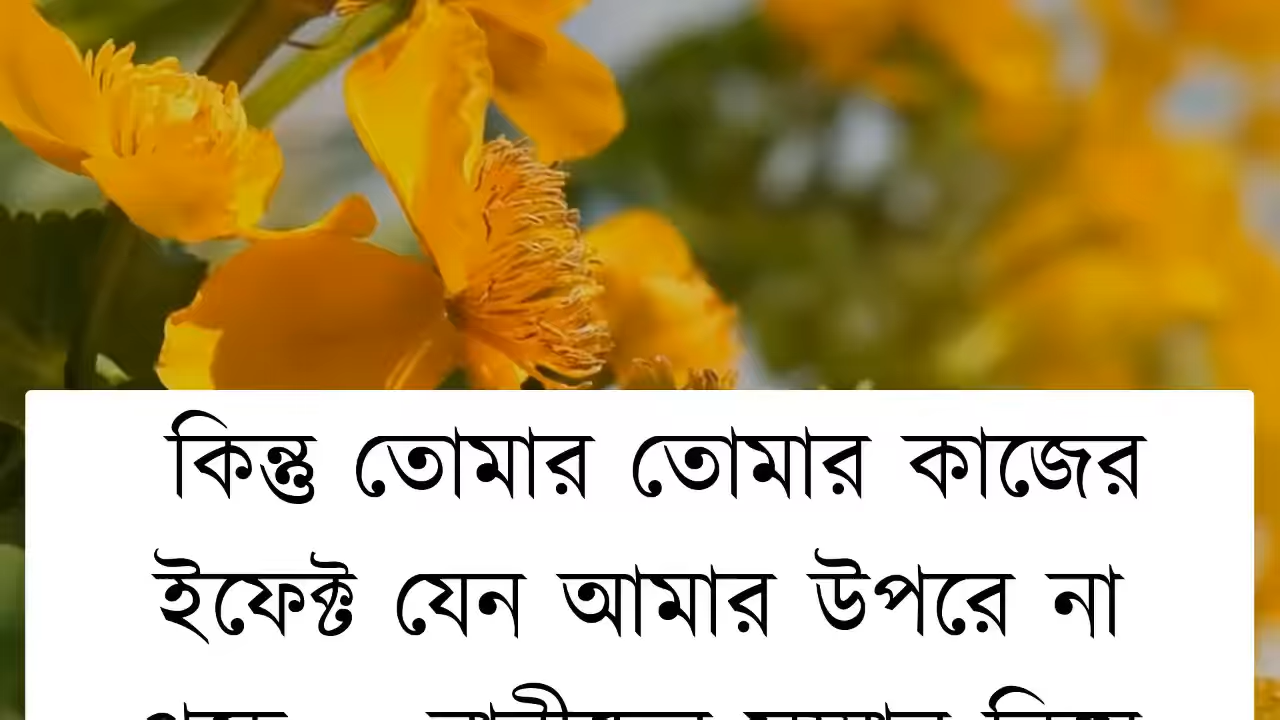 কিন্তু তোমার তোমার কাজের
ইফেক্ট যেন আমার উপরে না